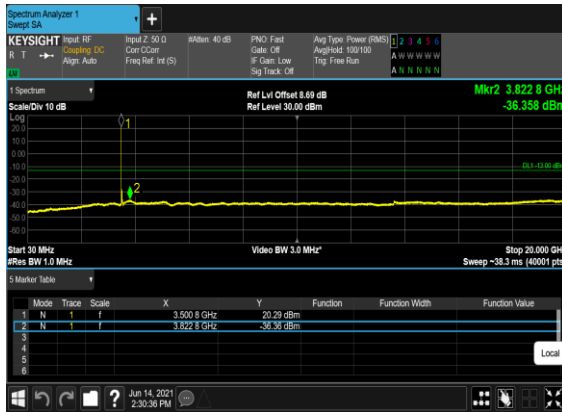 Spectrum Analyzer 1
Swept SA
+
KEYSIGHT Input: RF Input Z: 50 Ω #Atten: 40 dB PNO: Fast Avg Type: Power (RMS) 1 2 3 4 5 6
R T Coupling: DC Corr CCorr Gate: Off Avg|Hold: 100/100 A W W W W W
Align: Auto Freq Ref: Int (S) IF Gain: Low Trig: Free Run
LXI Sig Track: Off A N N N N N
1 Spectrum Ref Lvl Offset 8.69 dB Mkr2 3.822 8 GHz
Scale/Div 10 dB Ref Level 30.00 dBm -36.358 dBm
Log
20.0
10.0
0.00
-10.0
-20.0
-30.0
-40.0
-50.0
-60.0
1
2
DL1 -13.00 dBm
Start 30 MHz Video BW 3.0 MHz* Stop 20.000 GHz
#Res BW 1.0 MHz Sweep ~38.3 ms (40001 pts)
5 Marker Table
Mode Trace Scale X Y Function Function Width Function Value
1 N 1 f 3.500 8 GHz 20.29 dBm
2 N 1 f 3.822 8 GHz -36.36 dBm
3
4
5
6
Local
? Jun 14, 2021
2:30:36 PM